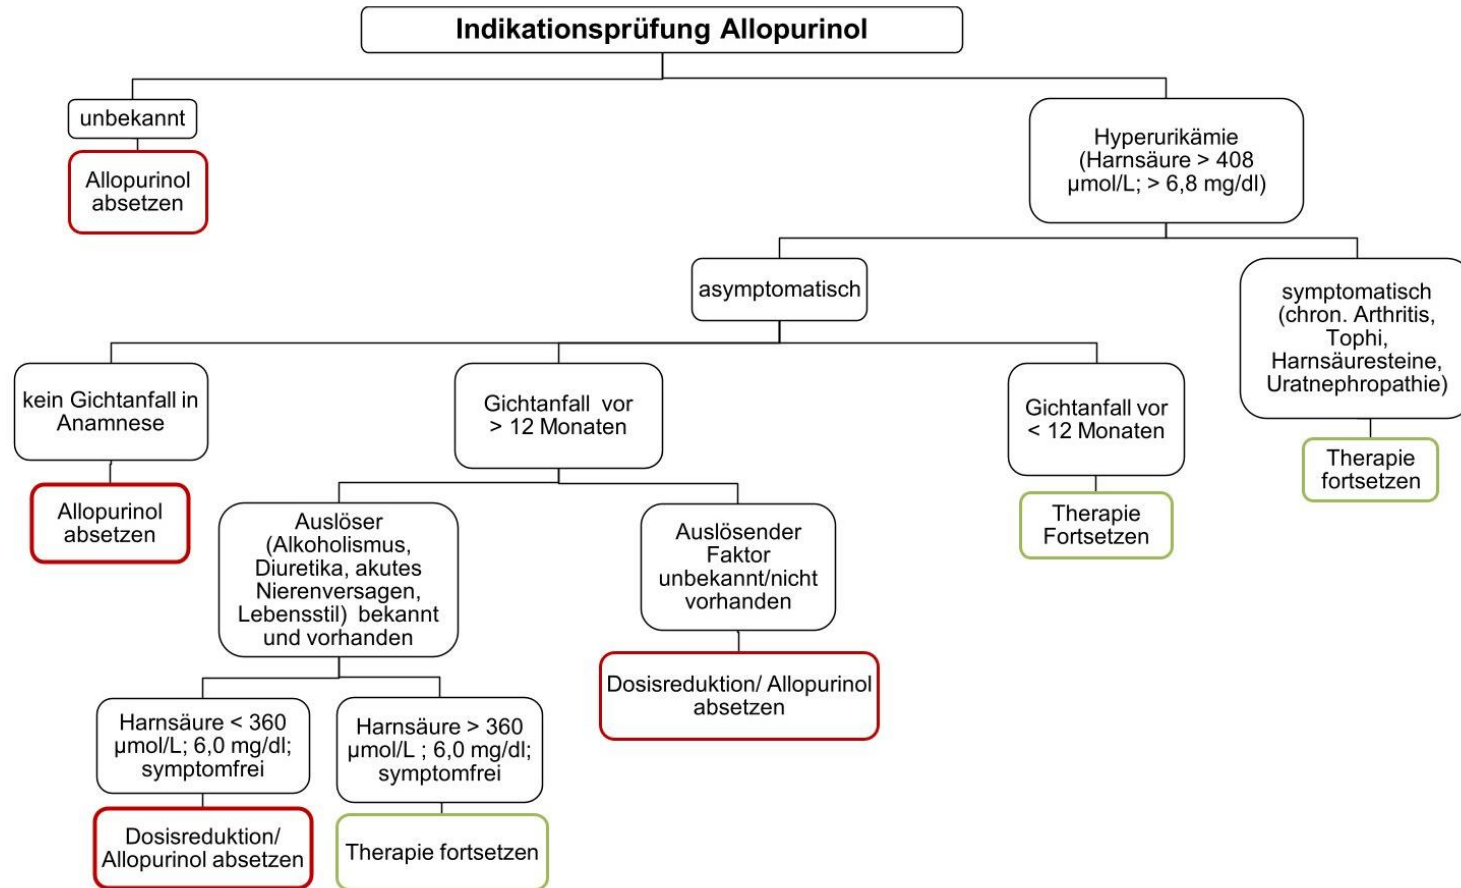 Indikationsprüfung Allopurinol
unbekannt
Allopurinol
absetzen
Hyperurikämie
(Harnsäure > 408
µmol/L; > 6,8 mg/dl)
asymptomatisch
symptomatisch
(chron. Arthritis,
Tophi,
Harnsäuresteine,
Uratnephropathie)
Therapie
fortsetzen
kein Gichtanfall in
Anamnese
Allopurinol
absetzen
Gichtanfall vor
> 12 Monaten
Gichtanfall vor
< 12 Monaten
Therapie
Fortsetzen
Auslöser
(Alkoholismus,
Diuretika, akutes
Nierenversagen,
Lebensstil) bekannt
und vorhanden
Auslösender
Faktor
unbekannt/nicht
vorhanden
Dosisreduktion/ Allopurinol
absetzen
Harnsäure < 360
µmol/L; 6,0 mg/dl;
symptomfrei
Dosisreduktion/
Allopurinol absetzen
Harnsäure > 360
µmol/L ; 6,0 mg/dl;
symptomfrei
Therapie fortsetzen